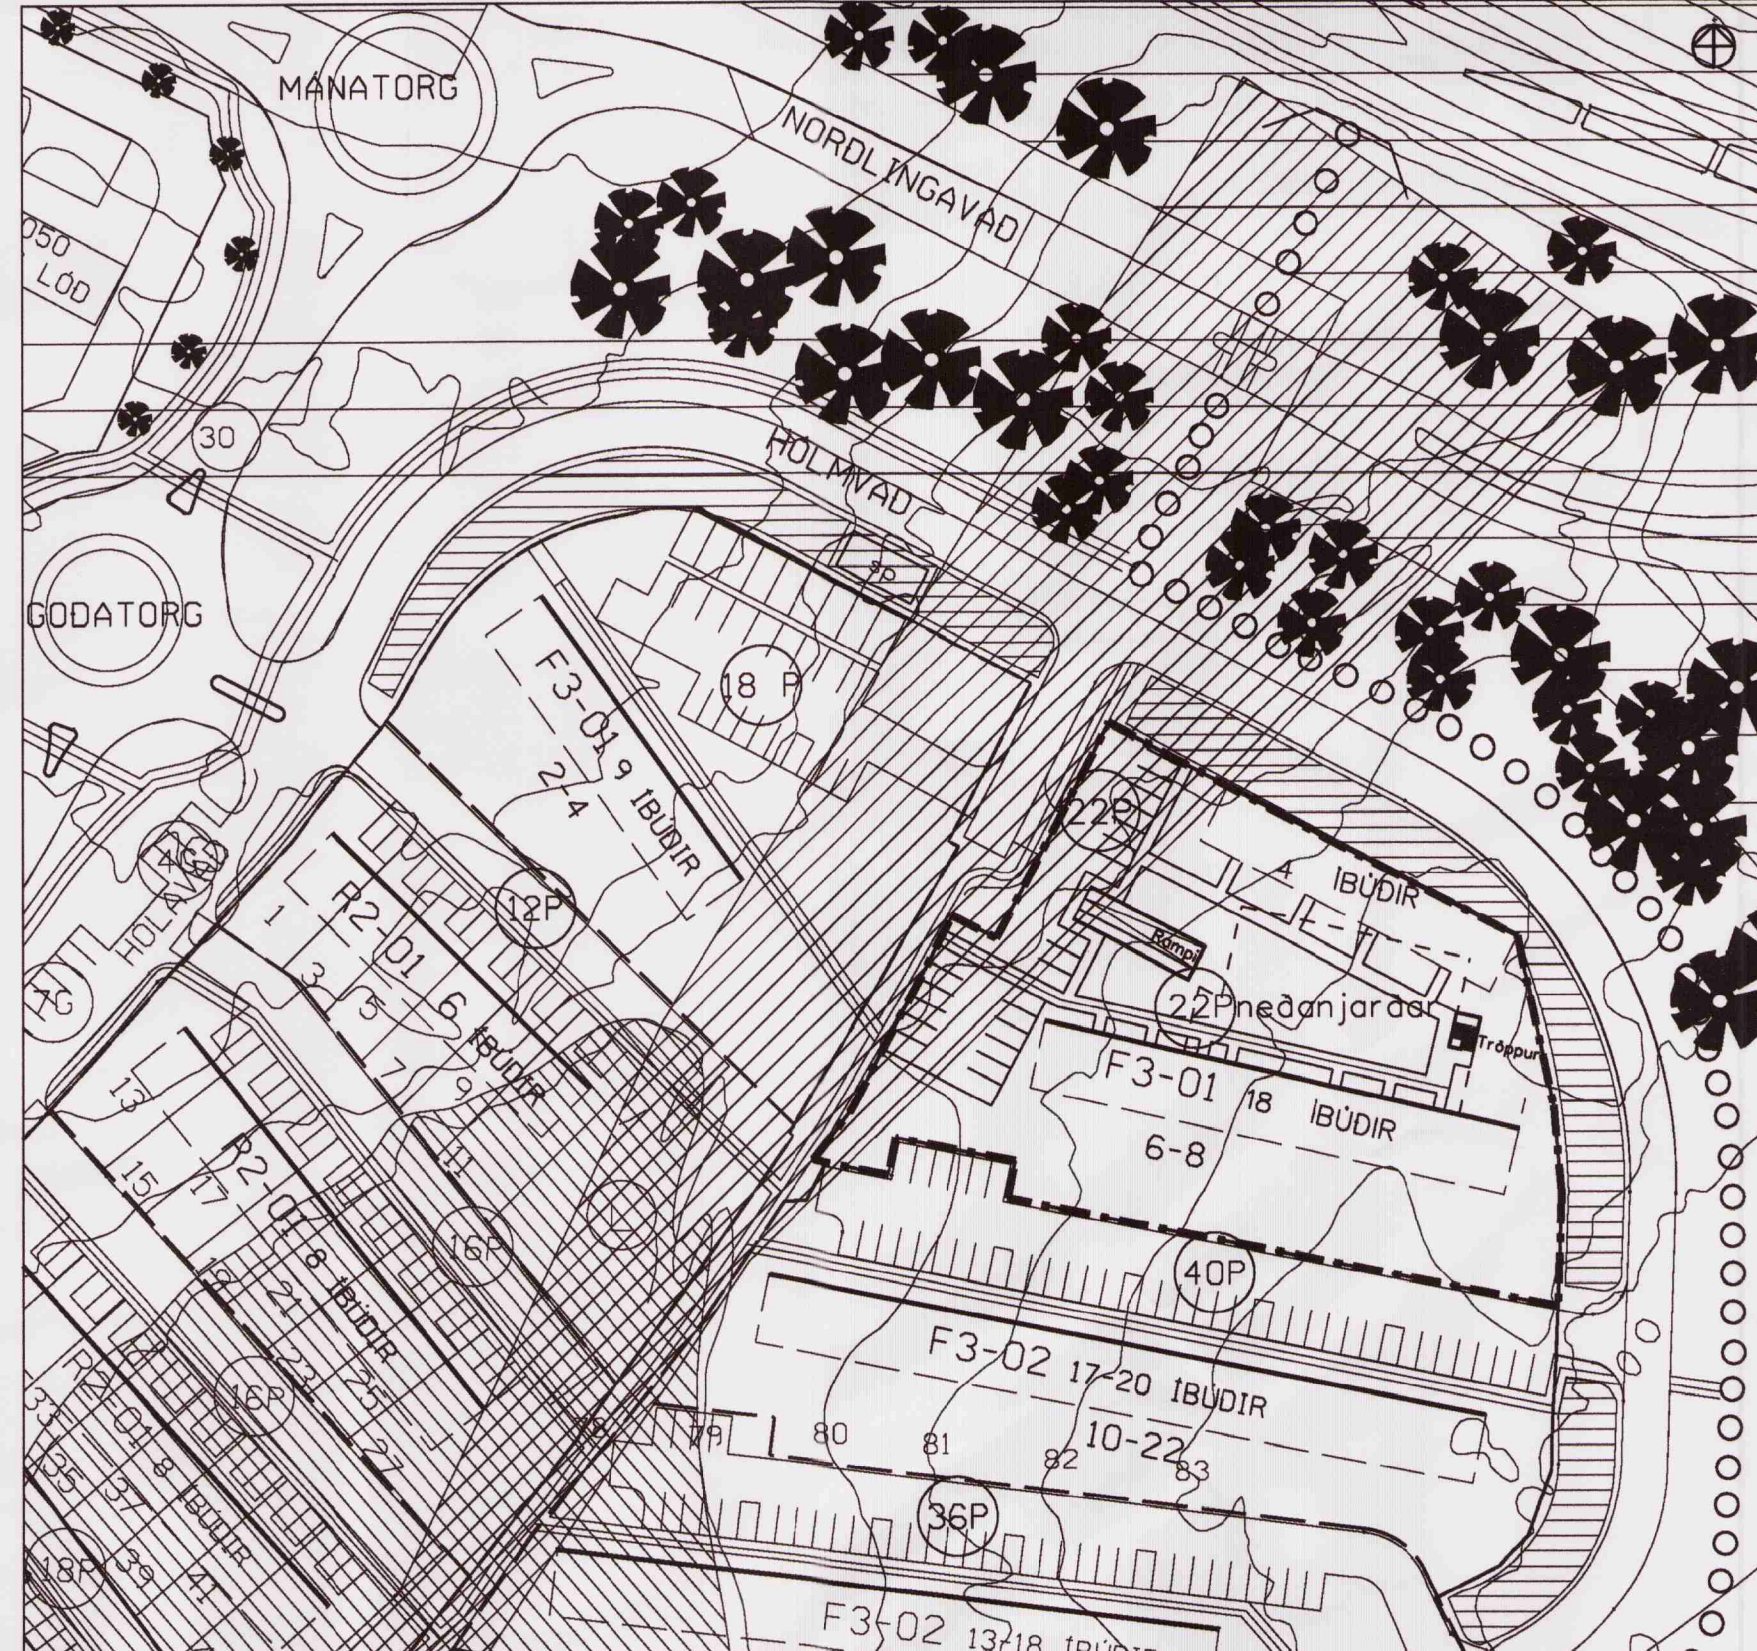 MÁNATORG
NORÐLINGAVAÐ
050
LÓÐ
30
HÓLMVAÐ
sp
GOÐATORG
18 P
F3-01 9 ÍBÚÐIR
2-4
22P
4 ÍBÚÐIR
12P
HÓLAVAÐ
R2-01 6 ÍBÚÐIR
1
3
5
7
9
11
Rampi
22P neðanjarðar
Tröppur
7G
F3-01 18 ÍBÚÐIR
6-8
13
15
17
19
21
23
25
27
R2-01 8 ÍBÚÐIR
L
16P
40P
F3-02 17-20 ÍBÚÐIR
10-22
16P
R2-01 8 ÍBÚÐIR
33
35
37
39
41
78
79
80
81
82
83
36P
18P
F3-02 13-18 ÍBÚÐIR